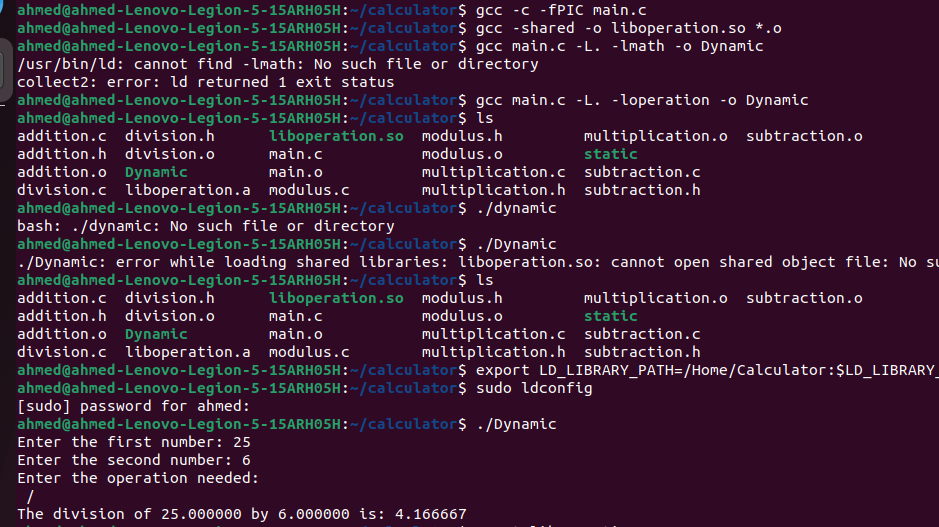 ahmed@ahmed-Lenovo-Legion-5-15ARH05H:~/calculator$ gcc -c -fPIC main.c
ahmed@ahmed-Lenovo-Legion-5-15ARH05H:~/calculator$ gcc -shared -o liboperation.so *.o
ahmed@ahmed-Lenovo-Legion-5-15ARH05H:~/calculator$ gcc main.c -L. -lmath -o Dynamic
/usr/bin/ld: cannot find -lmath: No such file or directory
collect2: error: ld returned 1 exit status
ahmed@ahmed-Lenovo-Legion-5-15ARH05H:~/calculator$ gcc main.c -L. -loperation -o Dynamic
ahmed@ahmed-Lenovo-Legion-5-15ARH05H:~/calculator$ ls
addition.c  division.h      liboperation.so  modulus.h         multiplication.o  subtraction.o
addition.h  division.o      main.c           modulus.o         static
addition.o  Dynamic         main.o           multiplication.c  subtraction.c
division.c  liboperation.a  modulus.c        multiplication.h  subtraction.h
ahmed@ahmed-Lenovo-Legion-5-15ARH05H:~/calculator$ ./dynamic
bash: ./dynamic: No such file or directory
ahmed@ahmed-Lenovo-Legion-5-15ARH05H:~/calculator$ ./Dynamic
./Dynamic: error while loading shared libraries: liboperation.so: cannot open shared object file: No su
ahmed@ahmed-Lenovo-Legion-5-15ARH05H:~/calculator$ ls
addition.c  division.h      liboperation.so  modulus.h         multiplication.o  subtraction.o
addition.h  division.o      main.c           modulus.o         static
addition.o  Dynamic         main.o           multiplication.c  subtraction.c
division.c  liboperation.a  modulus.c        multiplication.h  subtraction.h
ahmed@ahmed-Lenovo-Legion-5-15ARH05H:~/calculator$ export LD_LIBRARY_PATH=/Home/Calculator:$LD_LIBRARY_
ahmed@ahmed-Lenovo-Legion-5-15ARH05H:~/calculator$ sudo ldconfig
[sudo] password for ahmed:
ahmed@ahmed-Lenovo-Legion-5-15ARH05H:~/calculator$ ./Dynamic
Enter the first number: 25
Enter the second number: 6
Enter the operation needed:
/
The division of 25.000000 by 6.000000 is: 4.166667